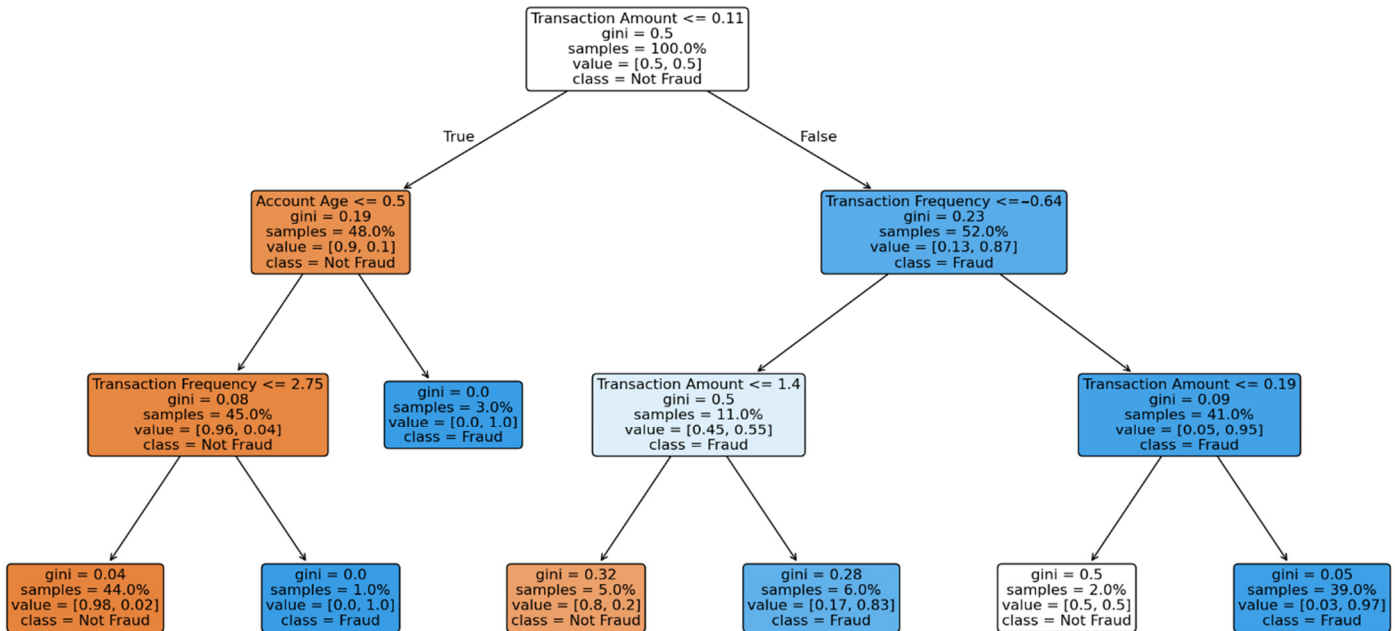 Transaction Amount <= 0.11
gini = 0.5
samples = 100.0%
value = [0.5, 0.5]
class = Not Fraud
True
False
Account Age <= 0.5
gini = 0.19
samples = 48.0%
value = [0.9, 0.1]
class = Not Fraud
Transaction Frequency <=−0.64
gini = 0.23
samples = 52.0%
value = [0.13, 0.87]
class = Fraud
Transaction Frequency <= 2.75
gini = 0.08
samples = 45.0%
value = [0.96, 0.04]
class = Not Fraud
gini = 0.0
samples = 3.0%
value = [0.0, 1.0]
class = Fraud
Transaction Amount <= 1.4
gini = 0.5
samples = 11.0%
value = [0.45, 0.55]
class = Fraud
Transaction Amount <= 0.19
gini = 0.09
samples = 41.0%
value = [0.05, 0.95]
class = Fraud
gini = 0.04
samples = 44.0%
value = [0.98, 0.02]
class = Not Fraud
gini = 0.0
samples = 1.0%
value = [0.0, 1.0]
class = Fraud
gini = 0.32
samples = 5.0%
value = [0.8, 0.2]
class = Not Fraud
gini = 0.28
samples = 6.0%
value = [0.17, 0.83]
class = Fraud
gini = 0.5
samples = 2.0%
value = [0.5, 0.5]
class = Not Fraud
gini = 0.05
samples = 39.0%
value = [0.03, 0.97]
class = Fraud